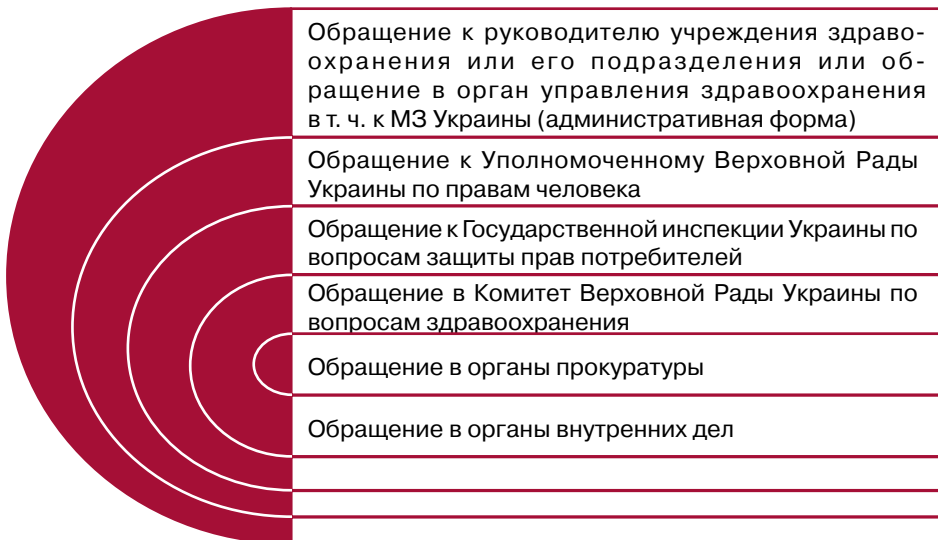 Обращение к руководителю учреждения здраво-
охранения или его подразделения или об-
ращение в орган управления здравоохранения
в т. ч. к МЗ Украины (административная форма)
Обращение к Уполномоченному Верховной Рады
Украины по правам человека
Обращение к Государственной инспекции Украины по
вопросам защиты прав потребителей
Обращение в Комитет Верховной Рады Украины по
вопросам здравоохранения
Обращение в органы прокуратуры
Обращение в органы внутренних дел